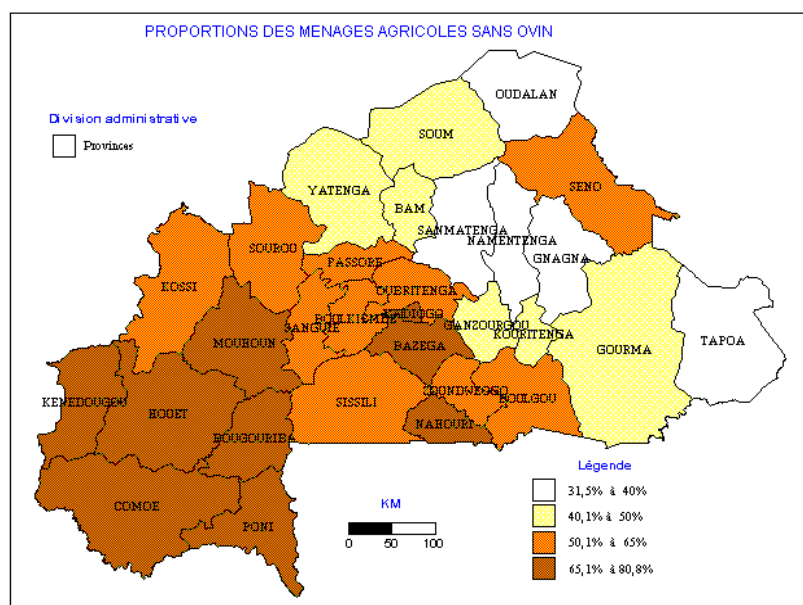 PROPORTIONS DES MENAGES AGRICOLES SANS OVIN
OUDALAN
Division administrative
Provinces
SOUM
SENO
YATENGA
BAM
SANMATENGA
NAMENTENGA
SOUROU
GNAGNA
PASSORE
KOSSI
OUBRITENGA
BOULKIEMDE
KADIOGO
SANGUIE
GANZOURGOU
KOURITENGA
MOUHOUN
BAZEGA
GOURMA
TAPOA
ZOUNDWEOGO
KENEDOUGOU
HOUET
SISSILI
BOULGOU
NAHOURI
BOUGOURIBA
Légende
31,5% à 40%
KM
COMOE
40,1% à 50%
PONI
50,1% à 65%
0 50 100
65,1% à 80,8%